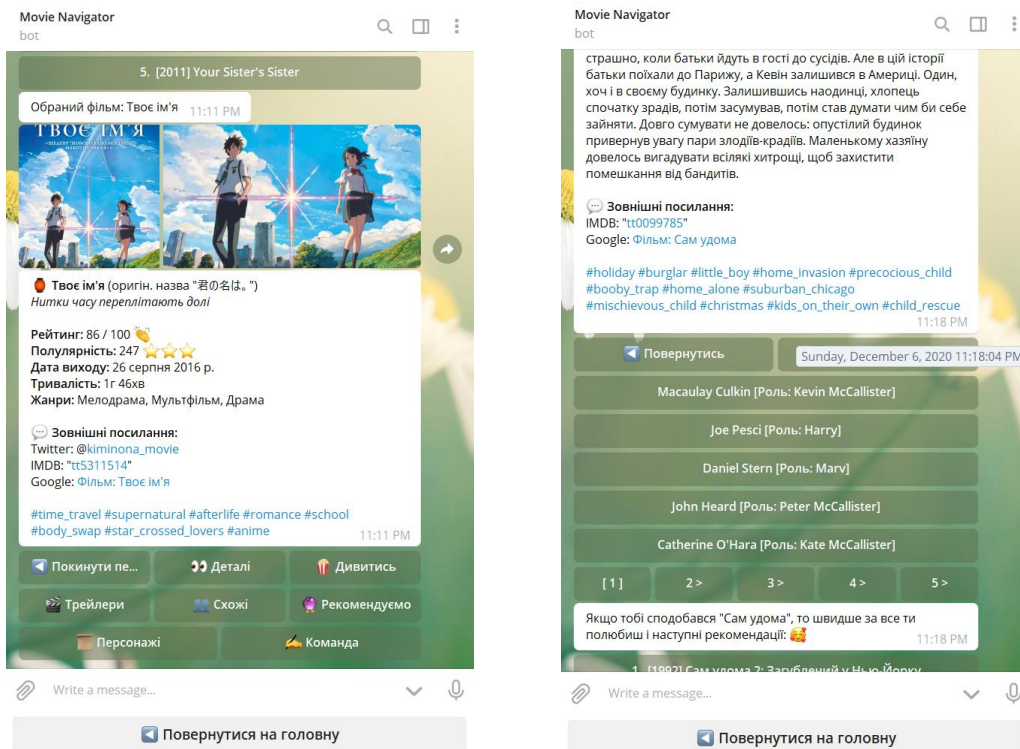 Movie Navigator
bot
5. [2011] Your Sister's Sister
Обраний фільм: Твоє ім'я 11:11 PM
ТВОЄ ІМ'Я
🏮 Твоє ім'я (оригін. назва "君の名は。")
Нитки часу переплітають долі
Рейтинг: 86 / 100 👏
Полулярність: 247 ⭐⭐⭐
Дата виходу: 26 серпня 2016 р.
Тривалість: 1г 46хв
Жанри: Мелодрама, Мультфільм, Драма
💬 Зовнішні посилання:
Twitter: @kiminona_movie
IMDB: "tt5311514"
Google: Фільм: Твоє ім'я
#time_travel #supernatural #afterlife #romance #school
#body_swap #star_crossed_lovers #anime
11:11 PM
◀ Покинути пе... 👀 Деталі 🍿 Дивитись
🎬 Трейлери 👥 Схожі 🔮 Рекомендуємо
Персонажі ✍ Команда
Write a message...
◀ Повернутися на головну
Movie Navigator
bot
страшно, коли батьки йдуть в гості до сусідів. Але в цій історії
батьки поїхали до Парижу, а Кевін залишився в Америці. Один,
хоч і в своєму будинку. Залишившись наодинці, хлопець
спочатку зрадів, потім засумував, потім став думати чим би себе
зайняти. Довго сумувати не довелось: опустілий будинок
привернув увагу пари злодіїв-крадіїв. Маленькому хазяїну
довелось вигадувати всілякі хитрощі, щоб захистити
помешкання від бандитів.
💬 Зовнішні посилання:
IMDB: "tt0099785"
Google: Фільм: Сам удома
#holiday #burglar #little_boy #home_invasion #precocious_child
#booby_trap #home_alone #suburban_chicago
#mischievous_child #christmas #kids_on_their_own #child_rescue
11:18 PM
◀ Повернутись
Sunday, December 6, 2020 11:18:04 PM
Macaulay Culkin [Роль: Kevin McCallister]
Joe Pesci [Роль: Harry]
Daniel Stern [Роль: Marv]
John Heard [Роль: Peter McCallister]
Catherine O'Hara [Роль: Kate McCallister]
[ 1 ] 2 > 3 > 4 > 5 >
Якщо тобі сподобався "Сам удома", то швидше за все ти
полюбиш і наступні рекомендації: 🥰
11:18 PM
1. [1992] Сам удома 2: Загублений у Нью-Йорку
Write a message...
◀ Повернутися на головну